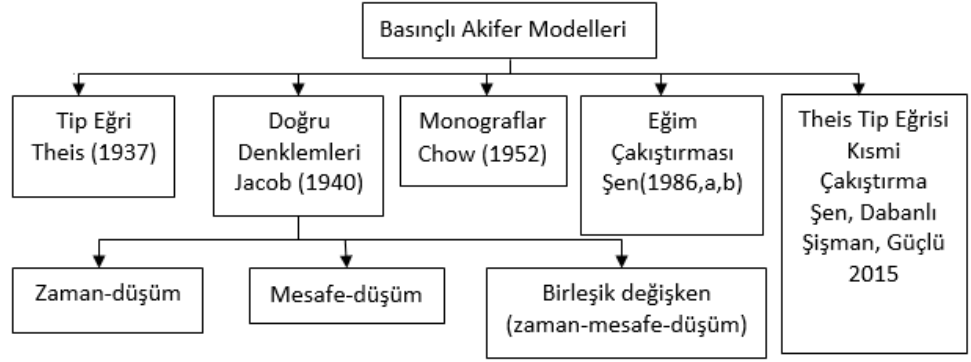 Basınçlı Akifer Modelleri
Tip Eğri
Theis (1937)
Doğru
Denklemleri
Jacob (1940)
Monograflar
Chow (1952)
Eğim
Çakıştırması
Şen(1986,a,b)
Theis Tip Eğrisi
Kısmi
Çakıştırma
Şen, Dabanlı
Şişman, Güçlü
2015
Zaman-düşüm
Mesafe-düşüm
Birleşik değişken
(zaman-mesafe-düşüm)